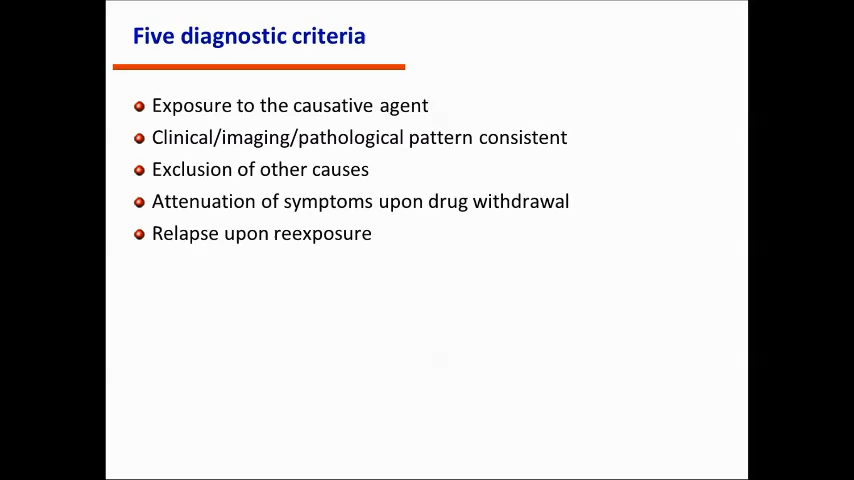 Five diagnostic criteria
Exposure to the causative agent
Clinical/imaging/pathological pattern consistent
Exclusion of other causes
Attenuation of symptoms upon drug withdrawal
Relapse upon reexposure